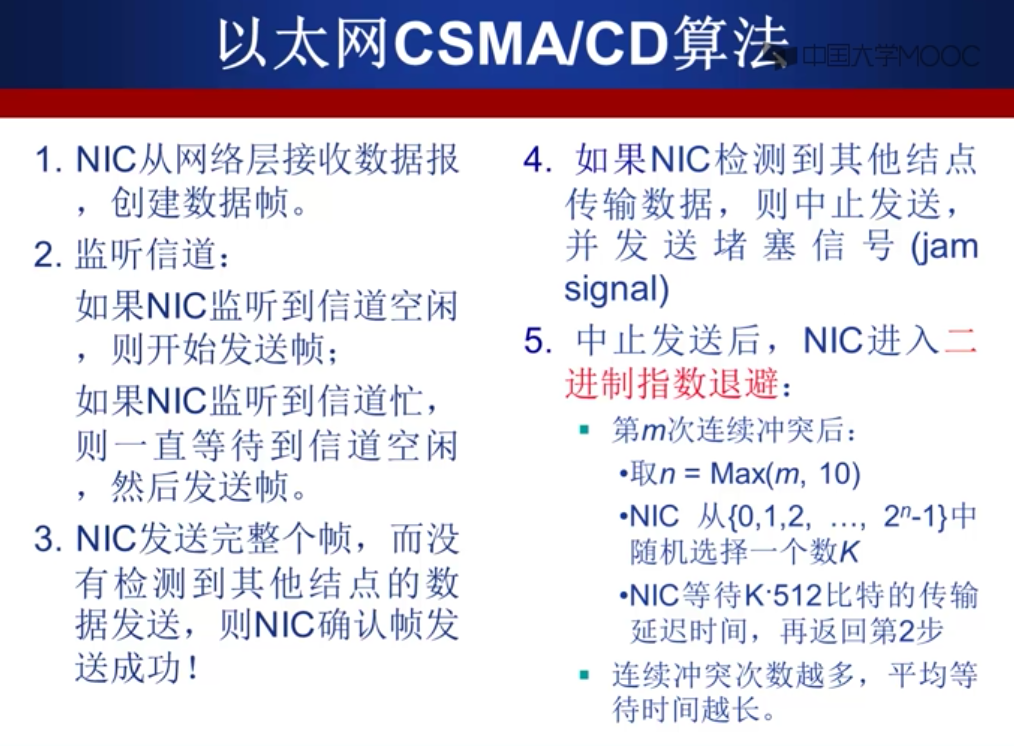 以太网CSMA/CD算法
中国大学MOOC
1. NIC从网络层接收数据报
，创建数据帧。
2. 监听信道：
如果NIC监听到信道空闲
，则开始发送帧；
如果NIC监听到信道忙，
则一直等待到信道空闲
，然后发送帧。
3. NIC发送完整个帧，而没
有检测到其他结点的数
据发送，则NIC确认帧发
送成功！
4. 如果NIC检测到其他结点
传输数据，则中止发送，
并发送堵塞信号(jam
signal)
5. 中止发送后，NIC进入二
进制指数退避：
▪ 第m次连续冲突后：
•取n = Max(m, 10)
•NIC 从{0,1,2, …, 2ⁿ-1}中
随机选择一个数K
•NIC等待K·512比特的传输
延迟时间，再返回第2步
▪ 连续冲突次数越多，平均等
待时间越长。